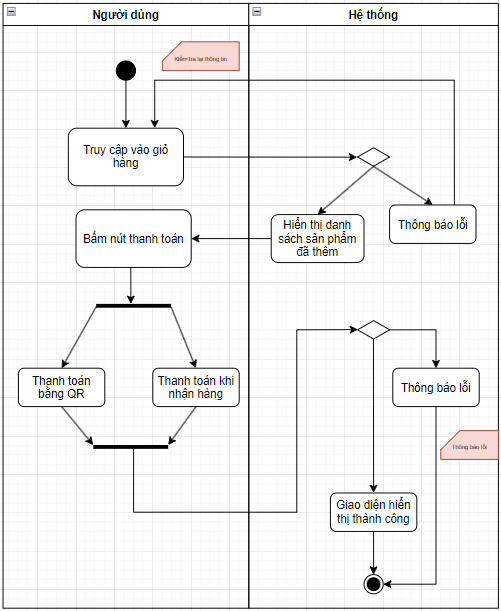 Người dùng
Hệ thống
Kiểm tra lại thông tin
Truy cập vào giỏ
hàng
Bấm nút thanh toán
Hiển thị danh
sách sản phẩm
đã thêm
Thông báo lỗi
Thanh toán
bằng QR
Thanh toán khi
nhận hàng
Thông báo lỗi
Thông báo lỗi
Giao diện hiển
thị thành công